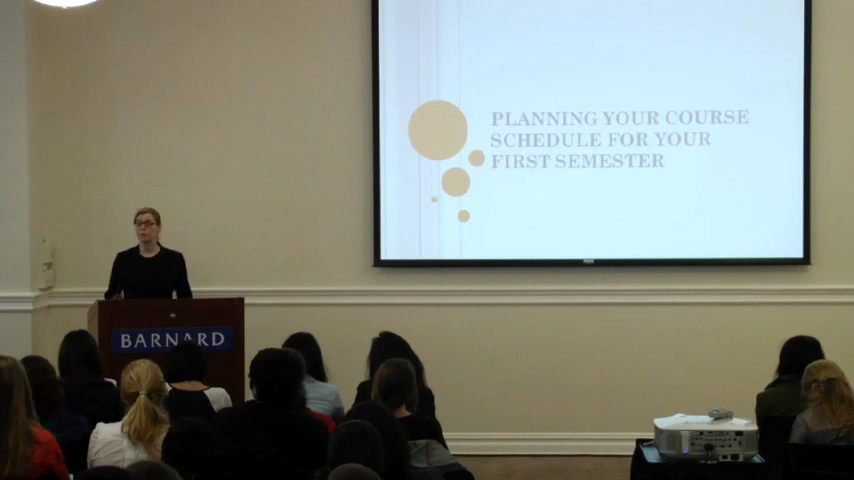 PLANNING YOUR COURSE
SCHEDULE FOR YOUR
FIRST SEMESTER
BARNARD